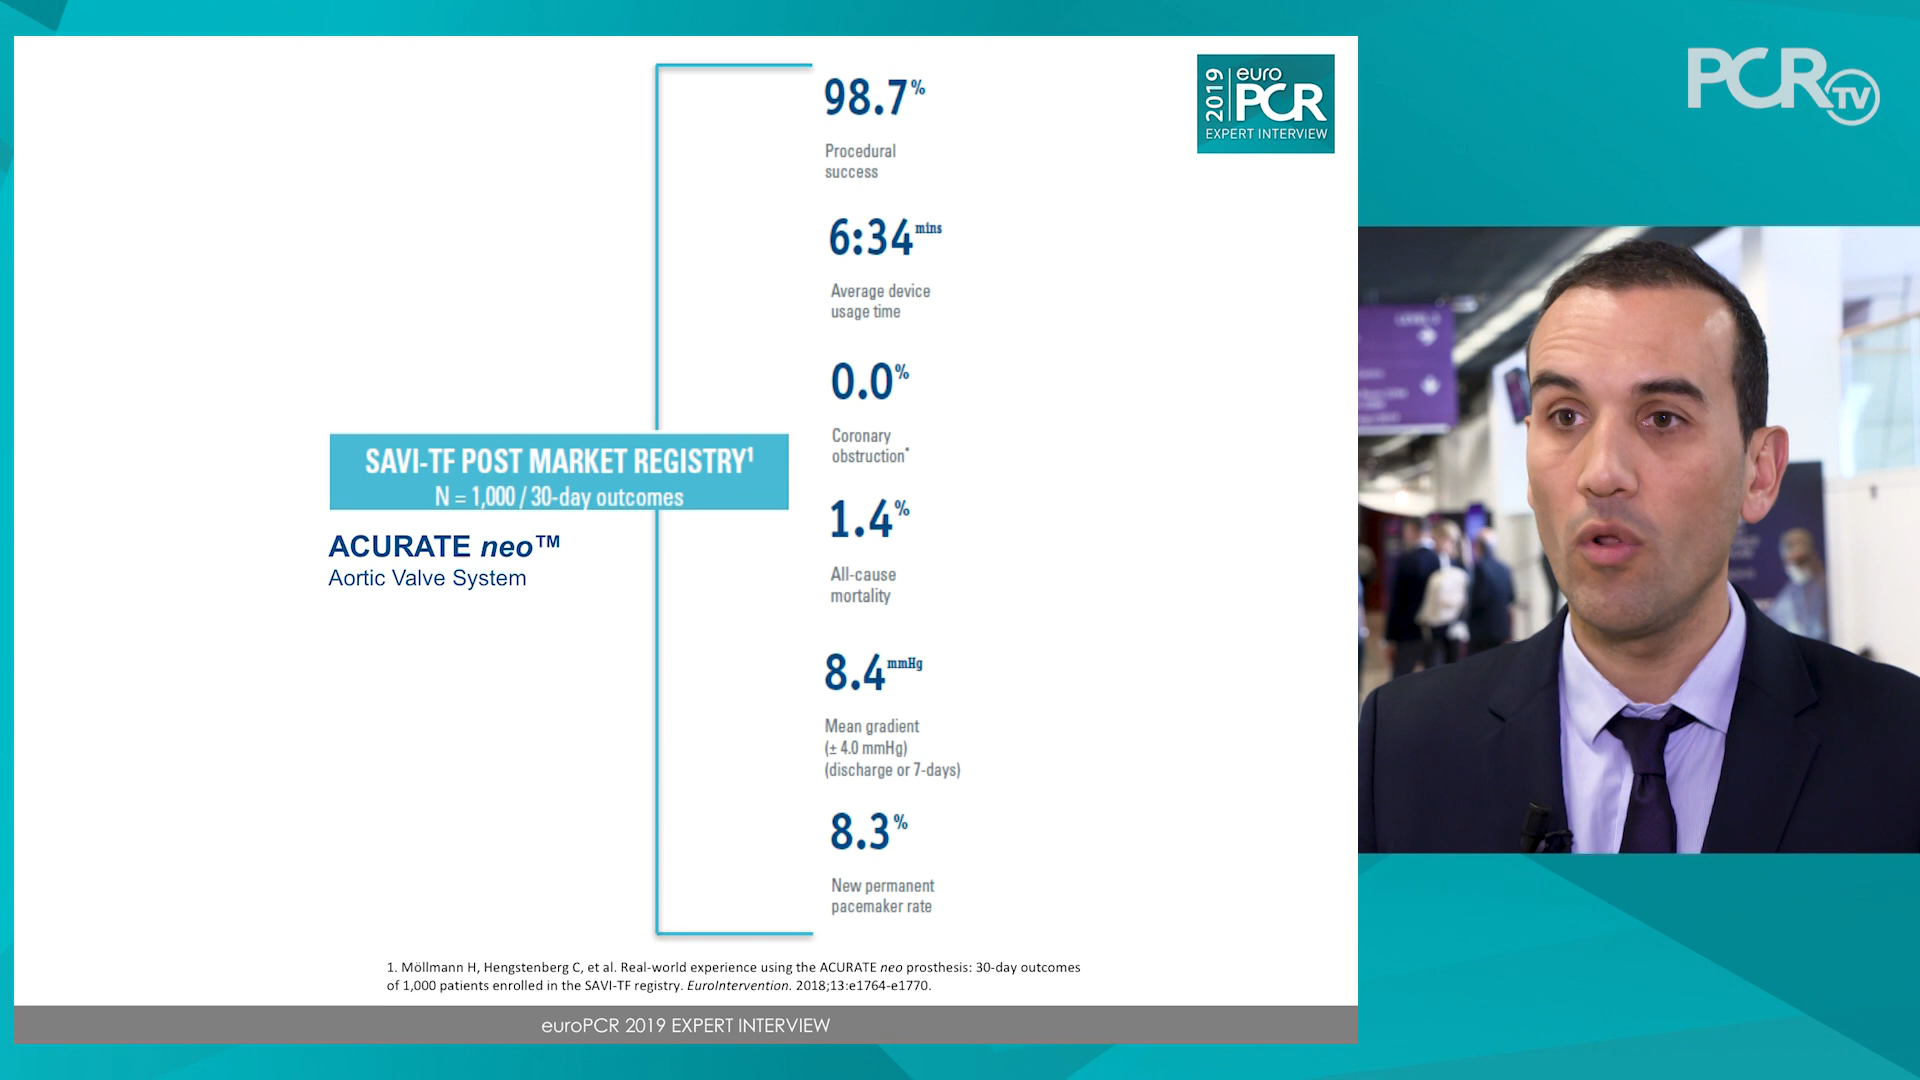 98.7%
Procedural
success
6:34 mins
Average device
usage time
0.0%
Coronary
obstruction*
SAVI-TF POST MARKET REGISTRY¹
N = 1,000 / 30-day outcomes
ACURATE neo™
Aortic Valve System
1.4%
All-cause
mortality
8.4 mmHg
Mean gradient
(± 4.0 mmHg)
(discharge or 7-days)
8.3%
New permanent
pacemaker rate
1. Möllmann H, Hengstenberg C, et al. Real-world experience using the ACURATE neo prosthesis: 30-day outcomes
of 1,000 patients enrolled in the SAVI-TF registry. EuroIntervention. 2018;13:e1764-e1770.
euroPCR 2019 EXPERT INTERVIEW
2019
euro
PCR
EXPERT INTERVIEW
PCR TV